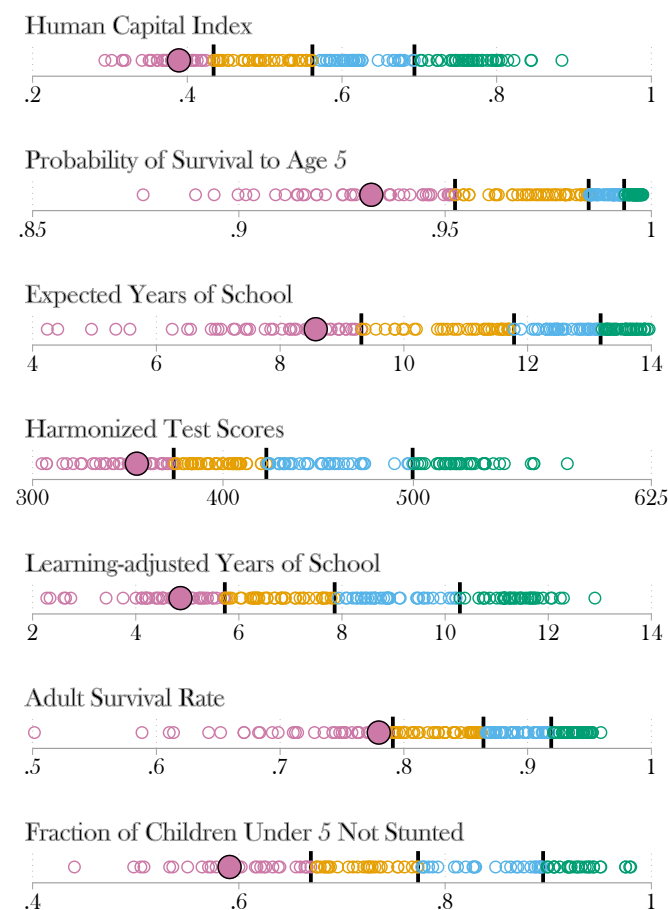 Human Capital Index
.2 .4 .6 .8 1
Probability of Survival to Age 5
.85 .9 .95 1
Expected Years of School
4 6 8 10 12 14
Harmonized Test Scores
300 400 500 625
Learning-adjusted Years of School
2 4 6 8 10 12 14
Adult Survival Rate
.5 .6 .7 .8 .9 1
Fraction of Children Under 5 Not Stunted
.4 .6 .8 1